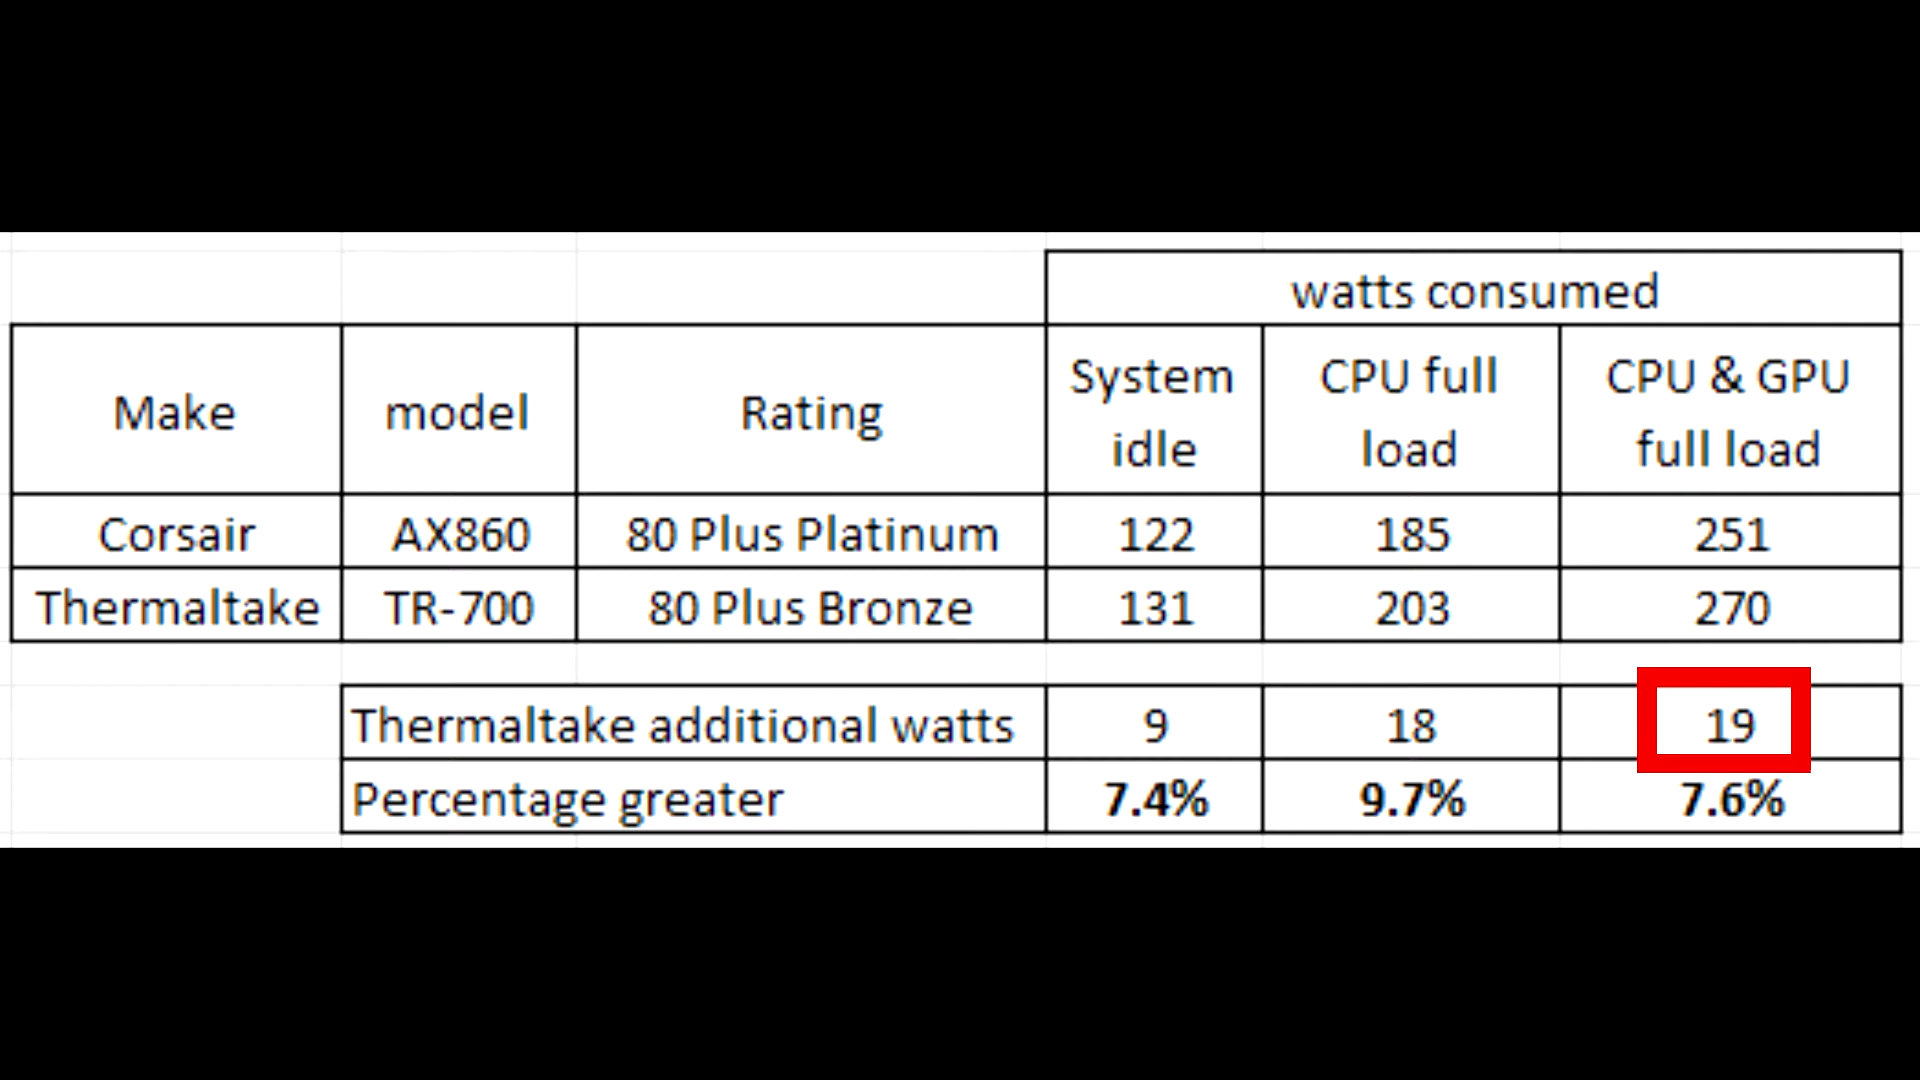 watts consumed
Make model Rating System idle CPU full load CPU & GPU full load
Corsair AX860 80 Plus Platinum 122 185 251
Thermaltake TR-700 80 Plus Bronze 131 203 270
Thermaltake additional watts 9 18 19
Percentage greater 7.4% 9.7% 7.6%